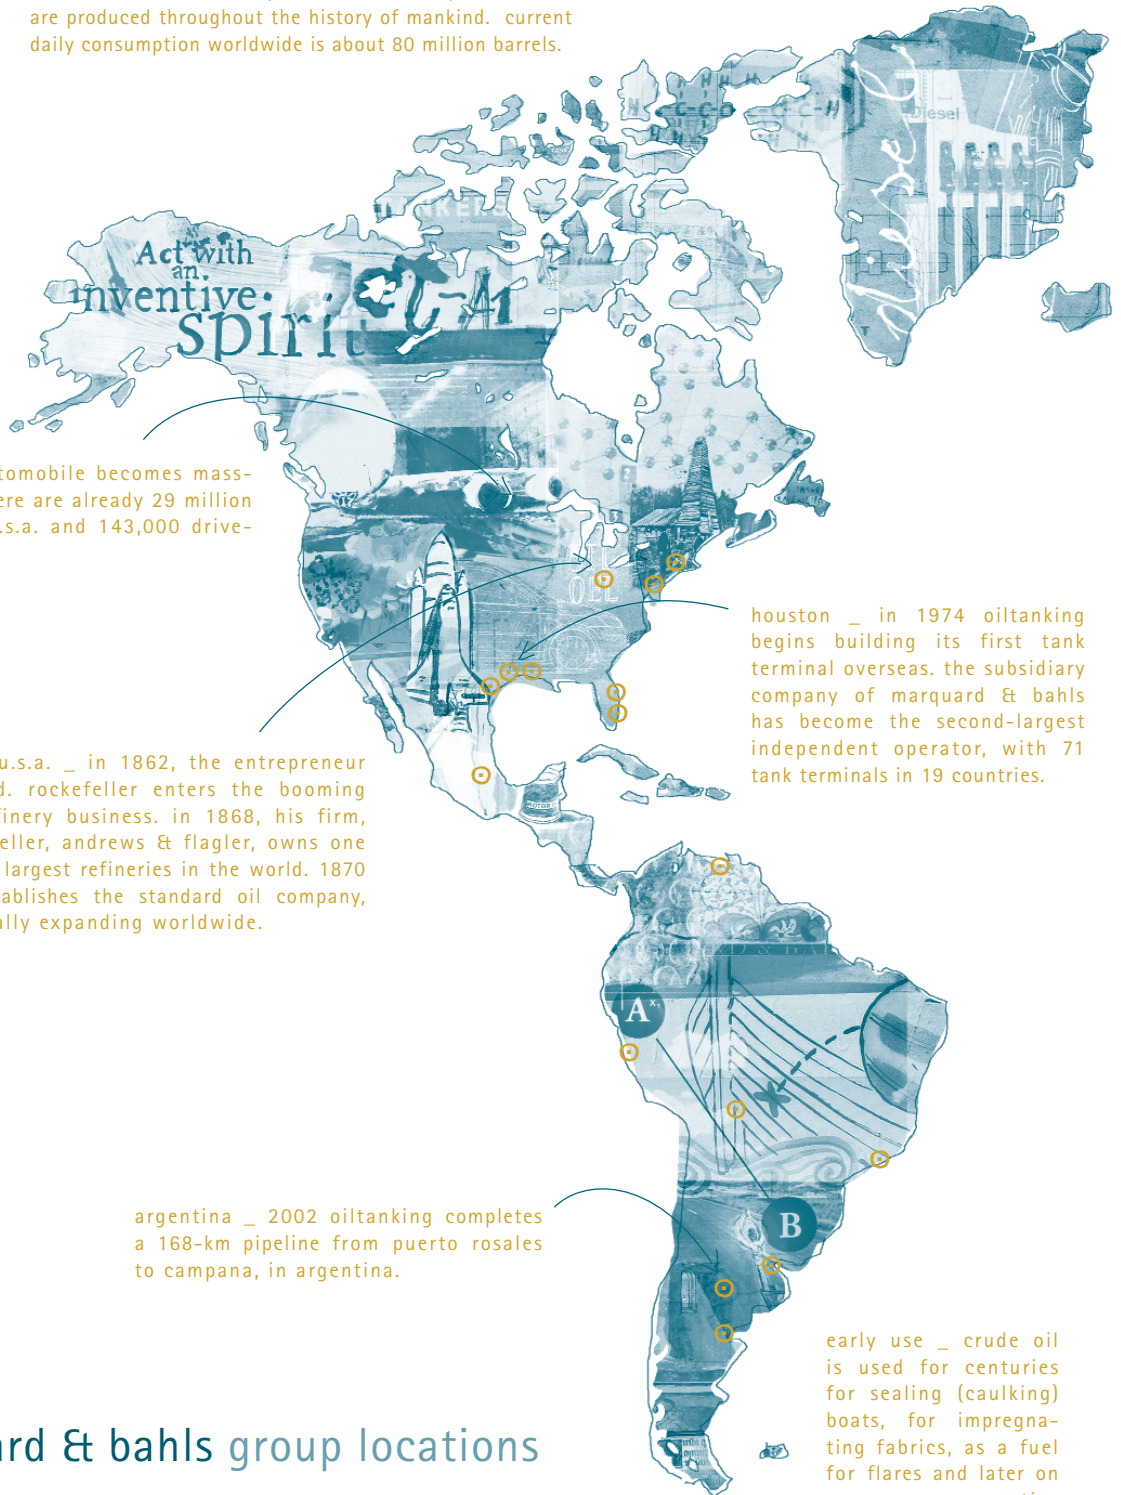 are produced throughout the history of mankind. current
daily consumption worldwide is about 80 million barrels.
Diesel
diesel
Act with
an
inventive
spirit
tomobile becomes mass-
ere are already 29 million
.s.a. and 143,000 drive-
OIL
houston _ in 1974 oiltanking
begins building its first tank
terminal overseas. the subsidiary
company of marquard & bahls
has become the second-largest
independent operator, with 71
tank terminals in 19 countries.
u.s.a. _ in 1862, the entrepreneur
d. rockefeller enters the booming
finery business. in 1868, his firm,
eller, andrews & flagler, owns one
largest refineries in the world. 1870
ablishes the standard oil company,
ally expanding worldwide.
A
B
argentina _ 2002 oiltanking completes
a 168-km pipeline from puerto rosales
to campana, in argentina.
early use _ crude oil
is used for centuries
for sealing (caulking)
boats, for impregna-
ting fabrics, as a fuel
for flares and later on
ard & bahls group locations